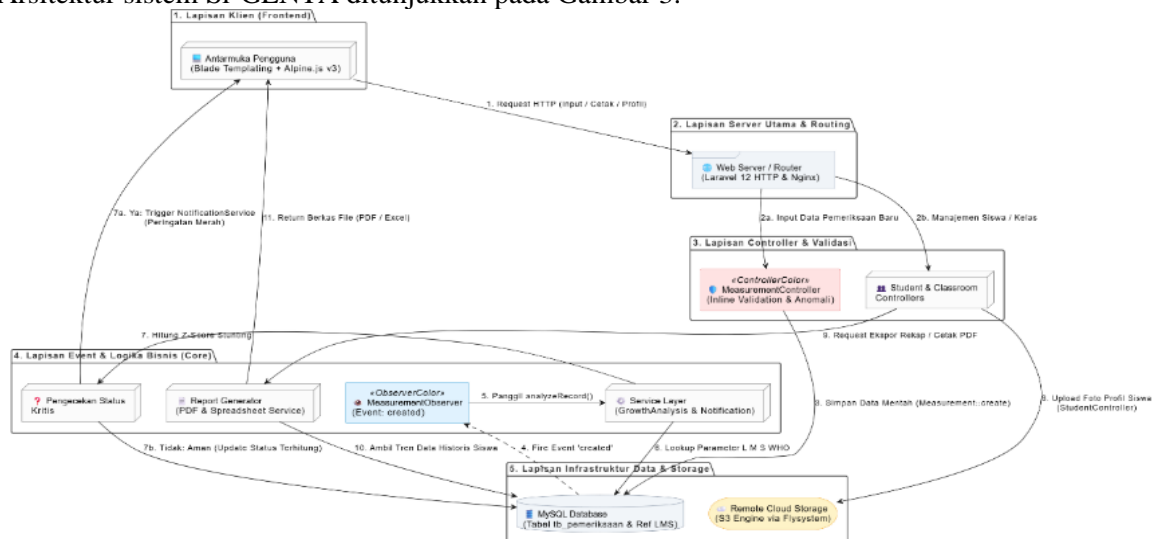 Arsitektur sistem SI-CENTA ditunjukkan pada Gambar 3.
1. Lapisan Klien (Frontend)
Antarmuka Pengguna
(Blade Templating + Alpine.js v3)
1. Request HTTP (Input / Cetak / Profil)
2. Lapisan Server Utama & Routing
Web Server / Router
(Laravel 12 HTTP & Nginx)
7a. Ya: Trigger NotificationService
(Peringatan Merah)
11. Return Berkas File (PDF / Excel)
2a. Input Data Pemeriksaan Baru
2b. Manajemen Siswa / Kelas
3. Lapisan Controller & Validasi
«ControllerColor»
MeasurementController
(Inline Validation & Anomali)
Student & Classroom
Controllers
7. Hitung Z-Score Stunting
9. Request Ekspor Rekap / Cetak PDF
4. Lapisan Event & Logika Bisnis (Core)
? Pengecekan Status
Kritis
Report Generator
(PDF & Spreadsheet Service)
«ObserverColor»
MeasurementObserver
(Event: created)
5. Panggil analyzeRecord()
Service Layer
(GrowthAnalysis & Notification)
3. Simpan Data Mentah (Measurement::create)
8. Upload Foto Profil Siswa
(StudentController)
7b. Tidak: Aman (Update Status Terhitung)
10. Ambil Tren Data Historis Siswa
4. Fire Event 'created'
6. Lookup Parameter L M S WHO
5. Lapisan Infrastruktur Data & Storage
MySQL Database
(Tabel tb_pemeriksaan & Ref LMS)
Remote Cloud Storage
(S3 Engine via Flysystem)